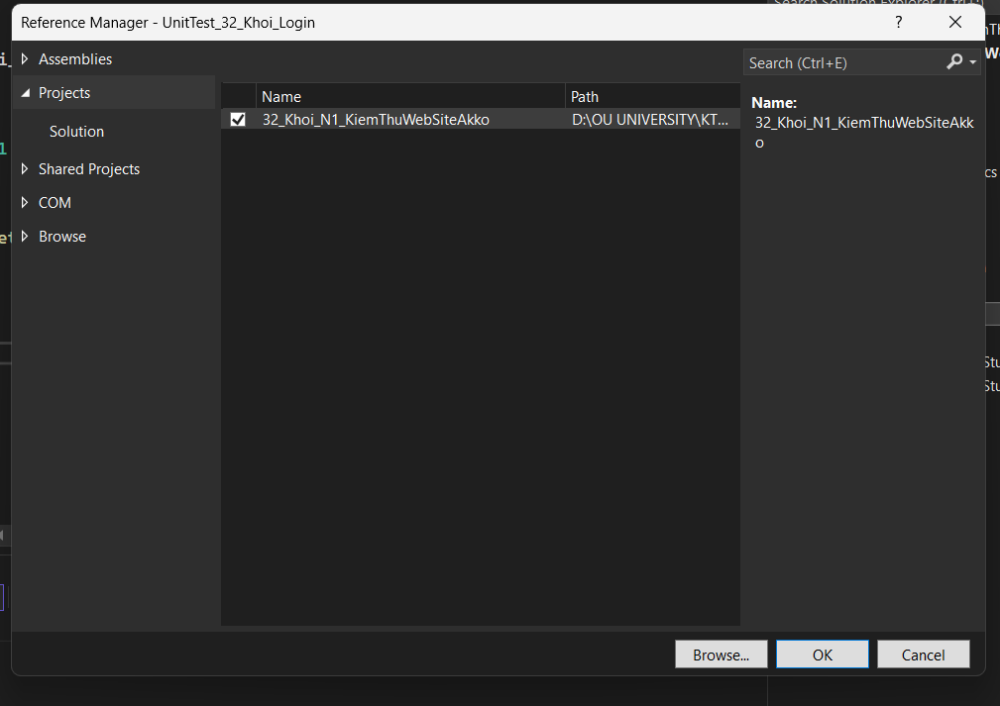 Reference Manager - UnitTest_32_Khoi_Login
?
Assemblies
Projects
Solution
Shared Projects
COM
Browse
Name Path
32_Khoi_N1_KiemThuWebSiteAkko D:\OU UNIVERSITY\KT...
Search (Ctrl+E)
Name:
32_Khoi_N1_KiemThuWebSiteAkk
o
Browse... OK Cancel